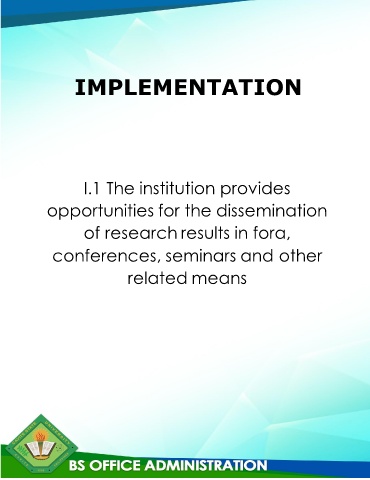 IMPLEMENTATION
I.1 The institution provides
opportunities for the dissemination
of research results in fora,
conferences, seminars and other
related means
BS OFFICE ADMINISTRATION